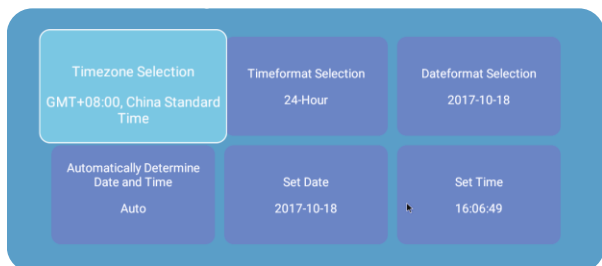 Timezone Selection
GMT+08:00, China Standard
Time
Timeformat Selection
24-Hour
Dateformat Selection
2017-10-18
Automatically Determine
Date and Time
Auto
Set Date
2017-10-18
Set Time
16:06:49